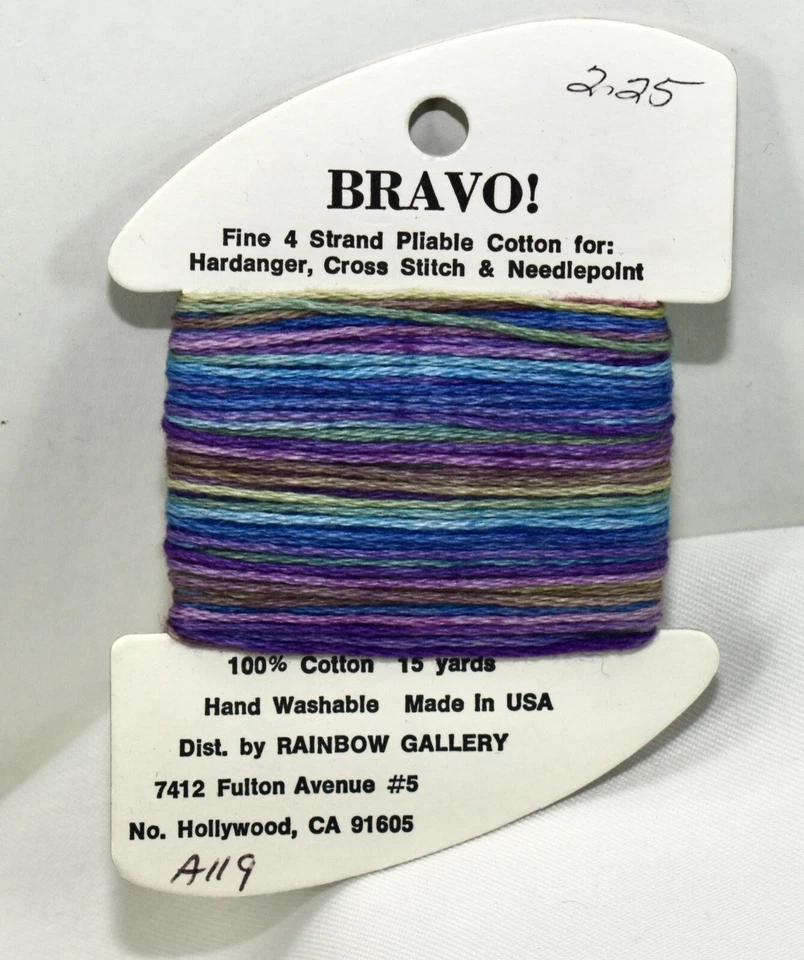 2.25
BRAVO!
Fine 4 Strand Pliable Cotton for:
Hardanger, Cross Stitch & Needlepoint
100% Cotton 15 yards
Hand Washable Made in USA
Dist. by RAINBOW GALLERY
7412 Fulton Avenue #5
No. Hollywood, CA 91605
A119